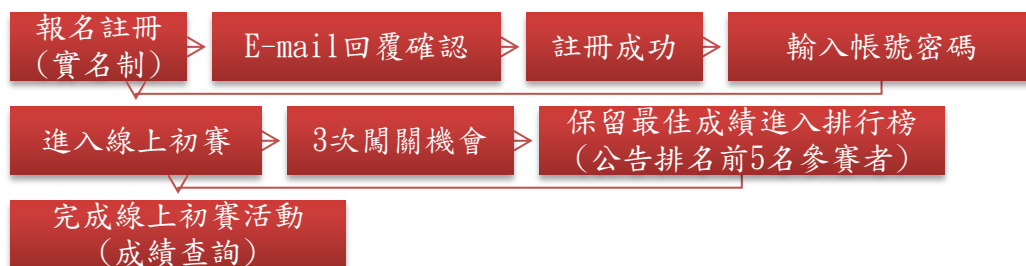 報名註冊
(實名制)
E-mail回覆確認
註冊成功
輸入帳號密碼
進入線上初賽
3次闖關機會
保留最佳成績進入排行榜
(公告排名前5名參賽者)
完成線上初賽活動
(成績查詢)